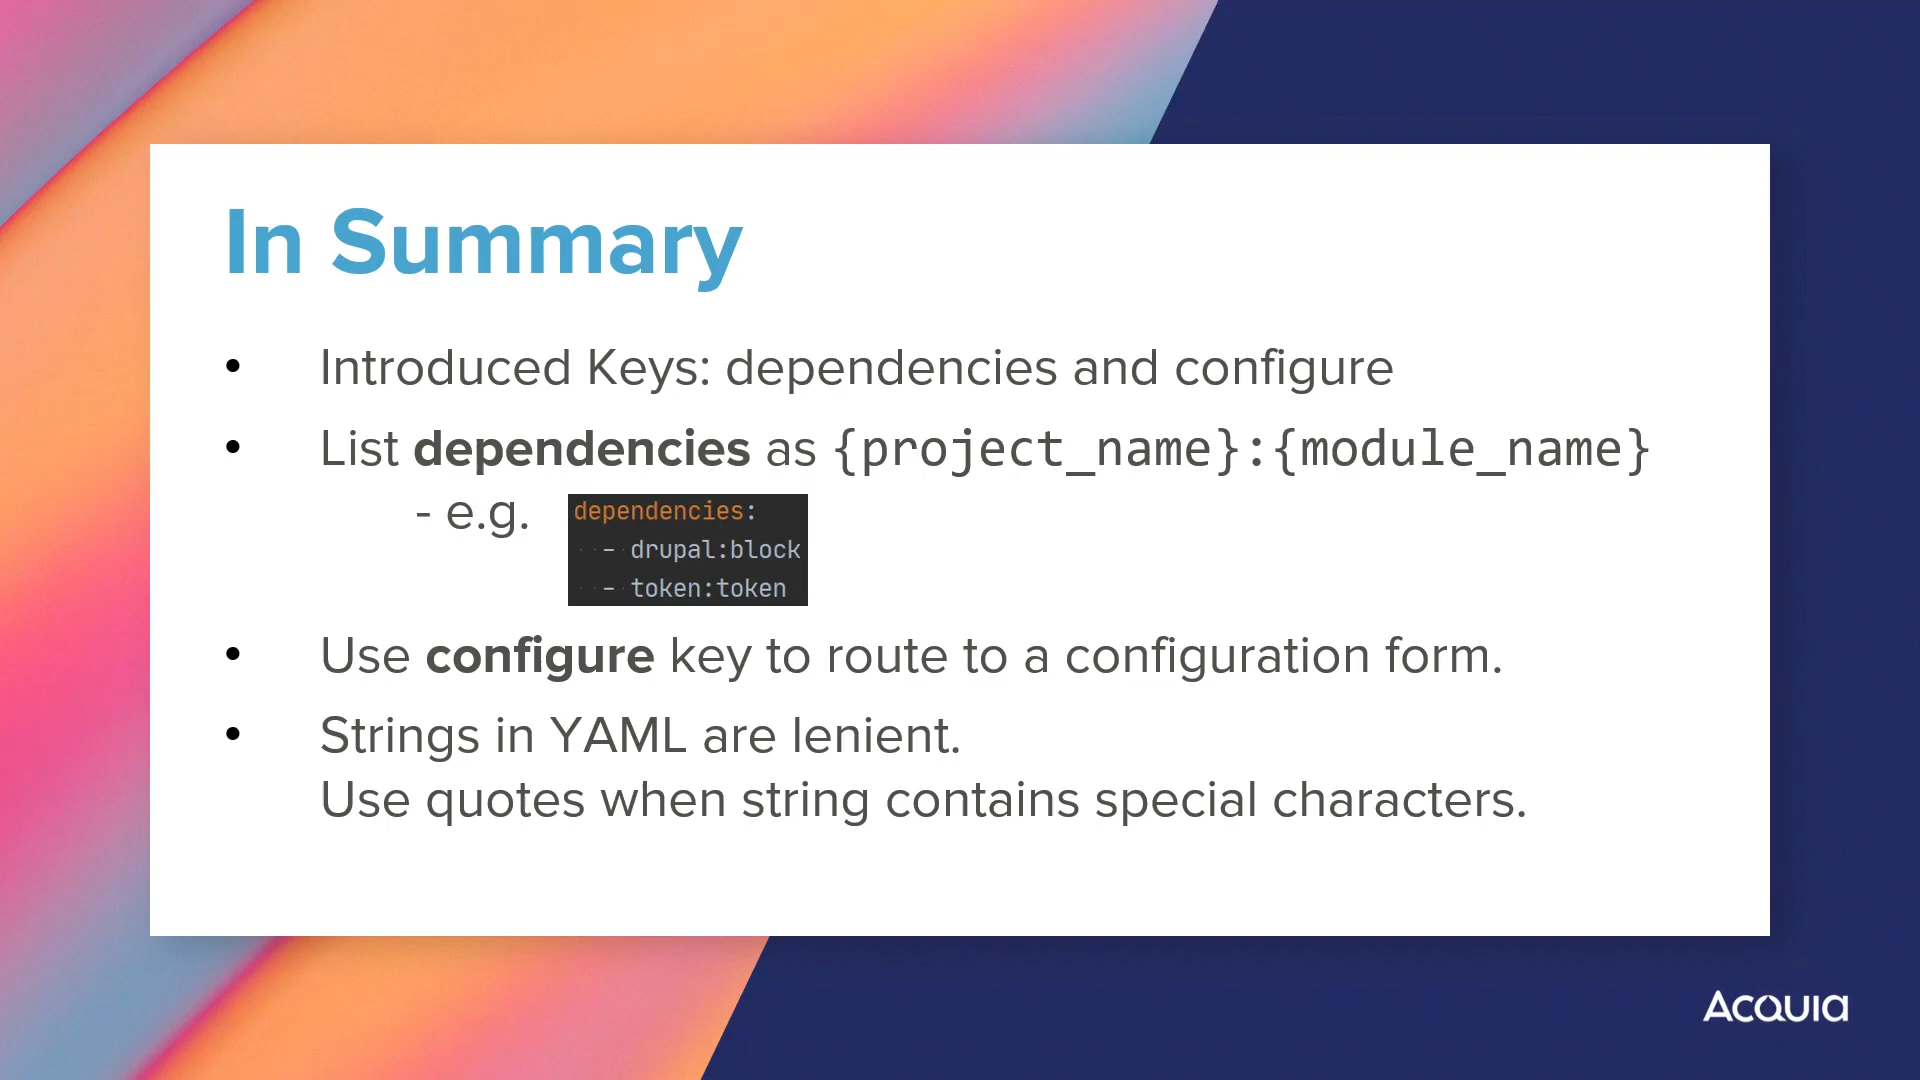 In Summary
• Introduced Keys: dependencies and configure
• List dependencies as {project_name}:{module_name}
- e.g.
dependencies:
- drupal:block
- token:token
• Use configure key to route to a configuration form.
• Strings in YAML are lenient.
Use quotes when string contains special characters.
Acquia